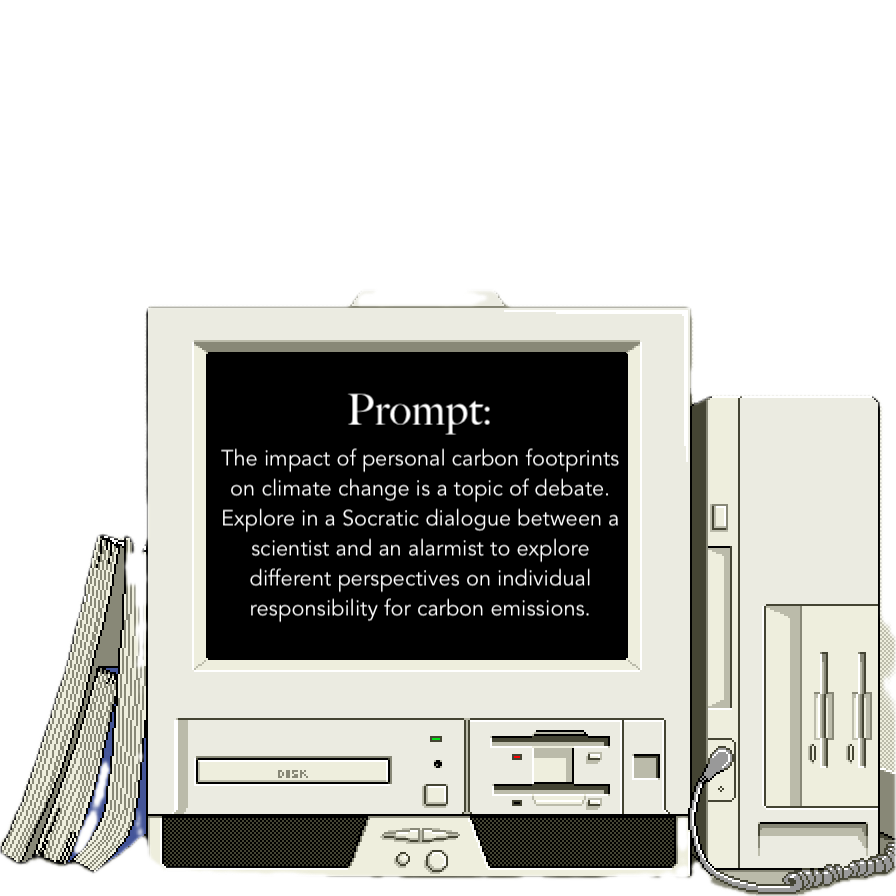 Prompt:
The impact of personal carbon footprints
on climate change is a topic of debate.
Explore in a Socratic dialogue between a
scientist and an alarmist to explore
different perspectives on individual
responsibility for carbon emissions.
DISK